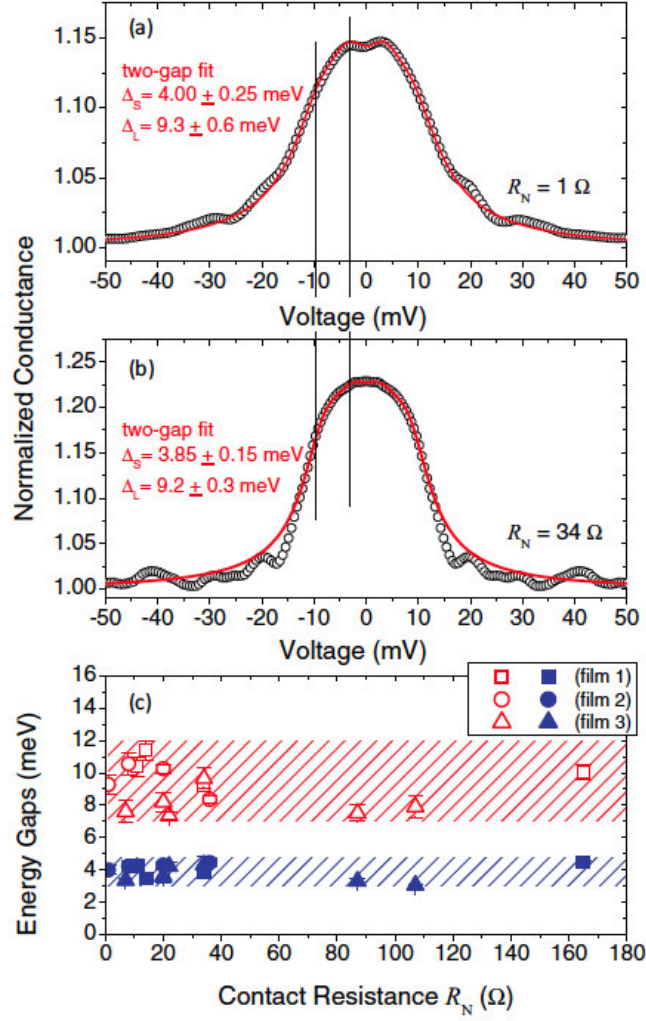 (a)
1.15
1.10
1.05
1.00
two-gap fit
Δ_S= 4.00 ± 0.25 meV
Δ_L= 9.3 ± 0.6 meV
R_N = 1 Ω
-50 -40 -30 -20 -10 0 10 20 30 40 50
Voltage (mV)
Normalized Conductance
(b)
1.25
1.20
1.15
1.10
1.05
1.00
two-gap fit
Δ_S= 3.85 ± 0.15 meV
Δ_L= 9.2 ± 0.3 meV
R_N = 34 Ω
-50 -40 -30 -20 -10 0 10 20 30 40 50
Voltage (mV)
(c)
(film 1)
(film 2)
(film 3)
16
14
12
10
8
6
4
2
0
Energy Gaps (meV)
0 20 40 60 80 100 120 140 160 180
Contact Resistance R_N (Ω)